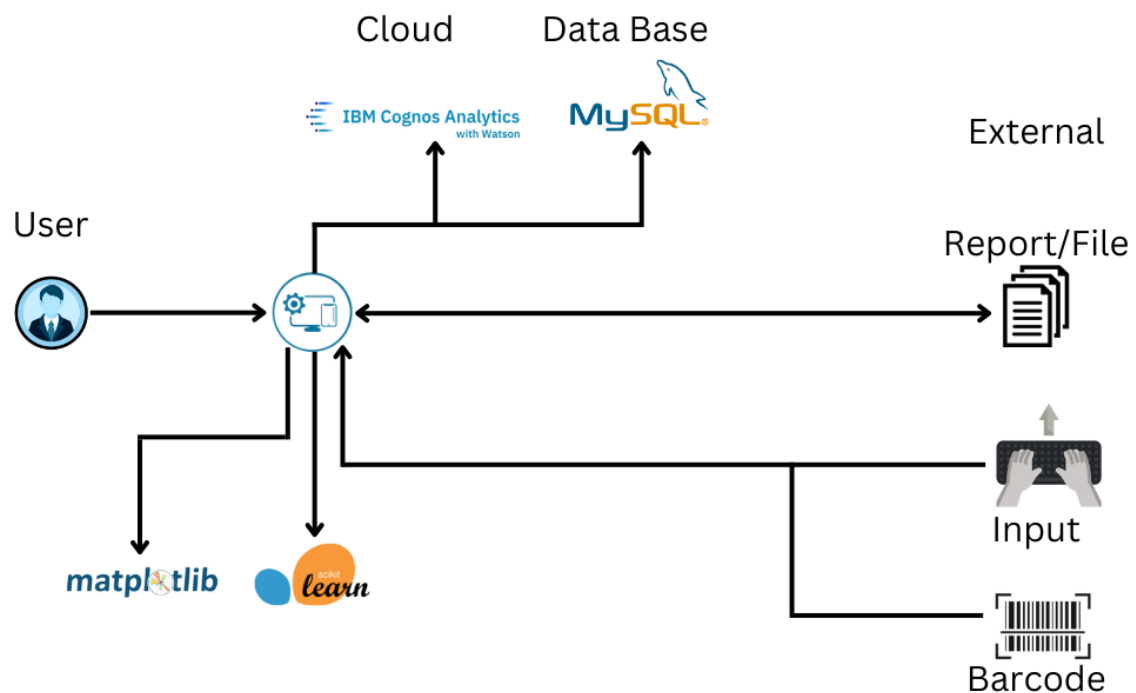 Cloud
Data Base
IBM Cognos Analytics
with Watson
MySQL®
External
User
Report/File
matplotlib
scikit
learn
Input
Barcode